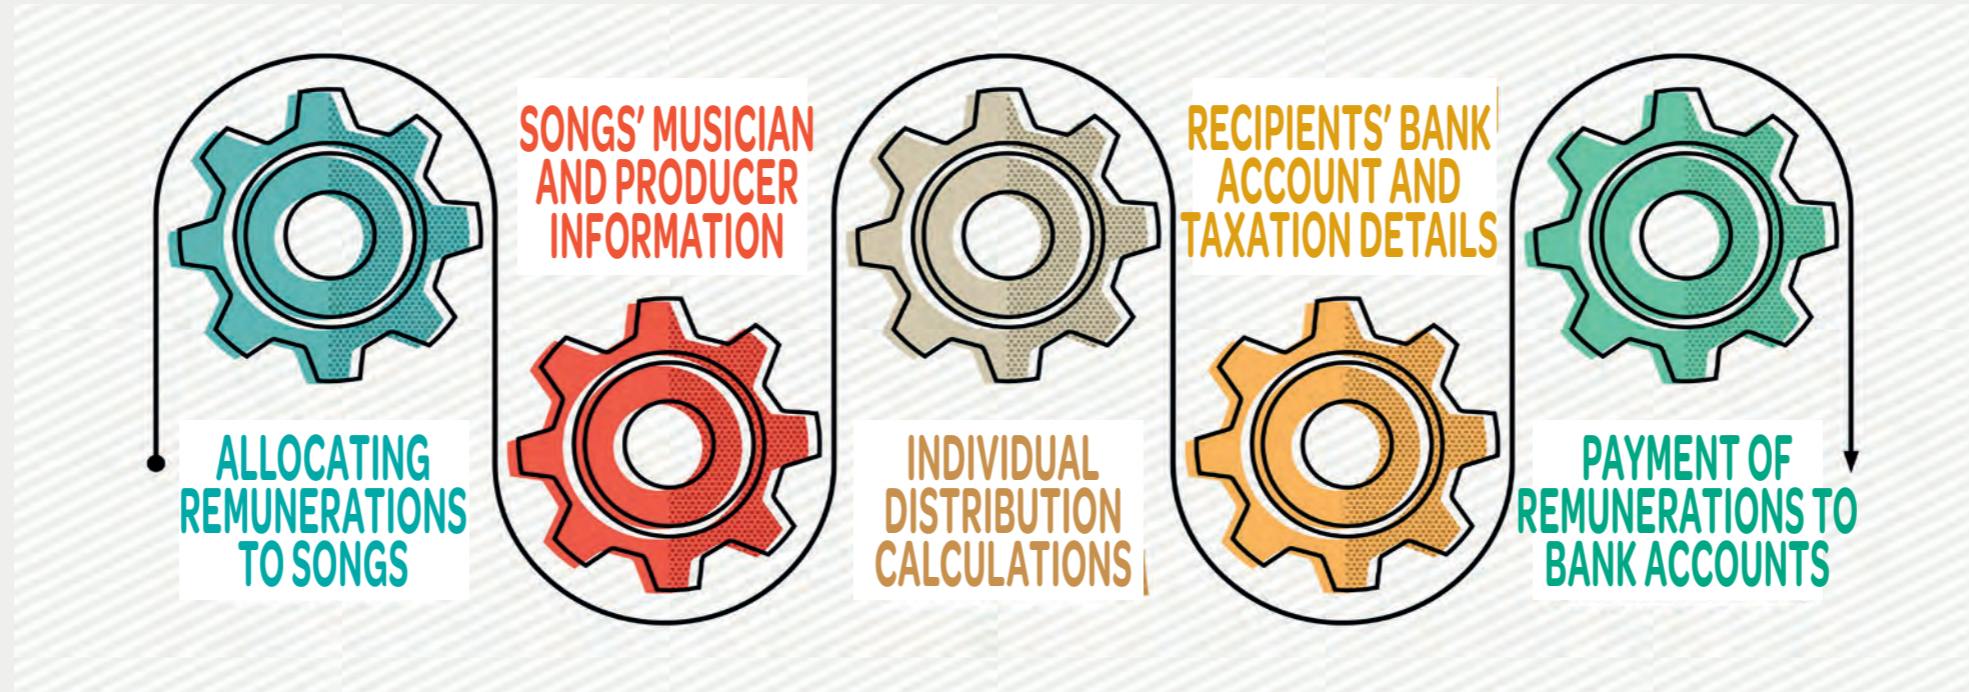 ALLOCATING
REMUNERATIONS
TO SONGS
SONGS’ MUSICIAN
AND PRODUCER
INFORMATION
INDIVIDUAL
DISTRIBUTION
CALCULATIONS
RECIPIENTS’ BANK
ACCOUNT AND
TAXATION DETAILS
PAYMENT OF
REMUNERATIONS TO
BANK ACCOUNTS